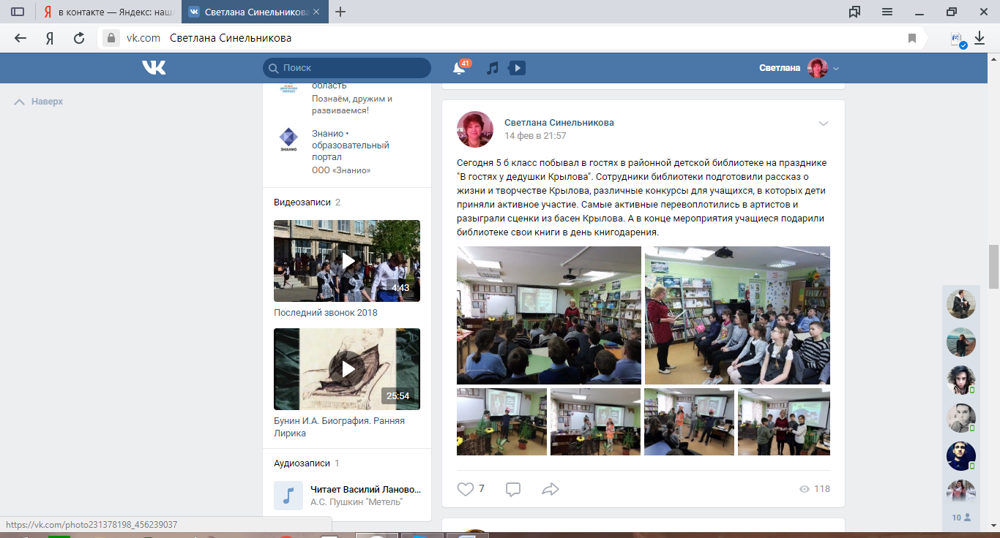 в контакте — Яндекс: наш
Светлана Синельникова
vk.com Светлана Синельникова
Поиск
41
Светлана
Наверх
область
Познаём, дружим и
развиваемся!
ЗНАНИО
Знанио •
образовательный
портал
ООО «Знанио»
Видеозаписи 2
4:43
Последний звонок 2018
25:54
Бунин И.А. Биография. Ранняя
Лирика
Аудиозаписи 1
Читает Василий Ланово...
А.С. Пушкин "Метель"
Светлана Синельникова
14 фев в 21:57
Сегодня 5 б класс побывал в гостях в районной детской библиотеке на празднике
"В гостях у дедушки Крылова". Сотрудники библиотеки подготовили рассказ о
жизни и творчестве Крылова, различные конкурсы для учащихся, в которых дети
приняли активное участие. Самые активные перевоплотились в артистов и
разыграли сценки из басен Крылова. А в конце мероприятия учащиеся подарили
библиотеке свои книги в день книгодарения.
7
118
10
https://vk.com/photo231378198_456239037